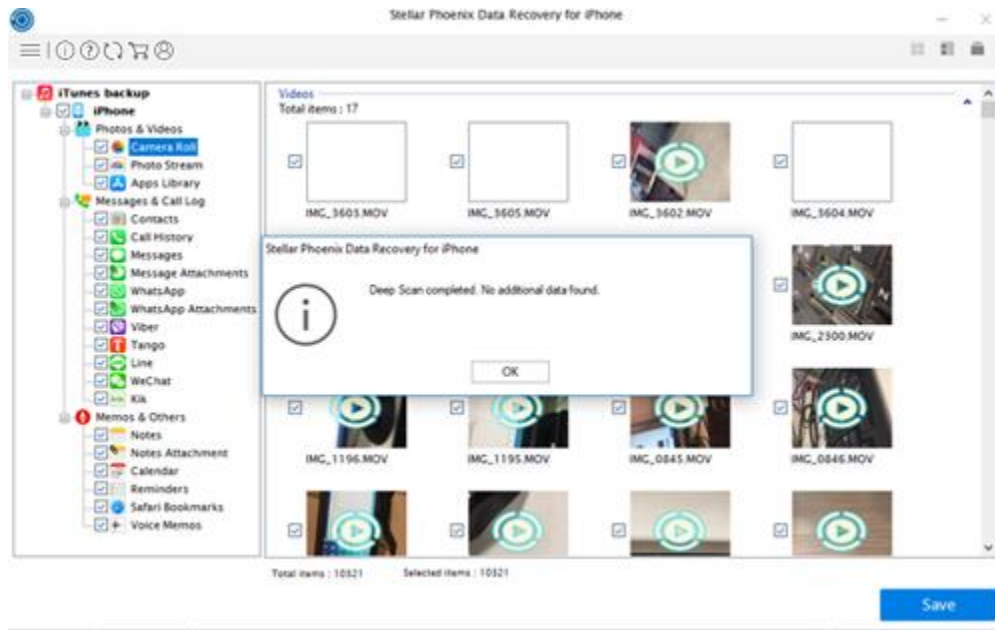 Stellar Phoenix Data Recovery for iPhone
iTunes backup
iPhone
Photos & Videos
Camera Roll
Photo Stream
Apps Library
Messages & Call Log
Contacts
Call History
Messages
Message Attachments
WhatsApp
WhatsApp Attachments
Viber
Tango
Line
WeChat
Kik
Memos & Others
Notes
Notes Attachment
Calendar
Reminders
Safari Bookmarks
Voice Memos
Videos
Total items : 17
IMG_3603.MOV IMG_3605.MOV IMG_3602.MOV IMG_3604.MOV
Stellar Phoenix Data Recovery for iPhone
Deep Scan completed. No additional data found.
OK
IMG_2300.MOV
IMG_1196.MOV IMG_1195.MOV IMG_0845.MOV IMG_0846.MOV
Total items : 10321 Selected items : 10321
Save